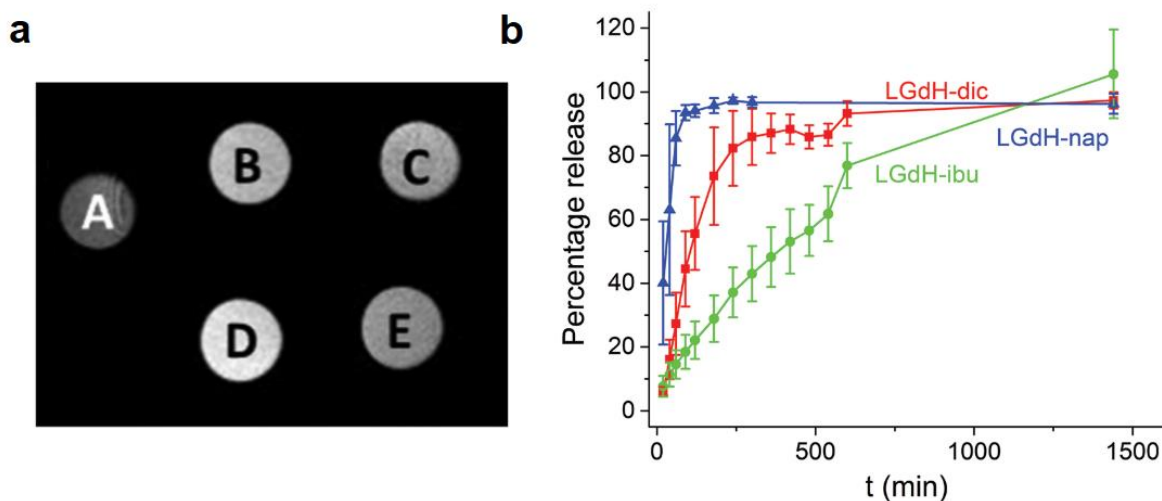 a
A
B
C
D
E
b
120
100
80
60
40
20
0
Percentage release
LGdH-dic
LGdH-nap
LGdH-ibu
0
500
1000
1500
t (min)